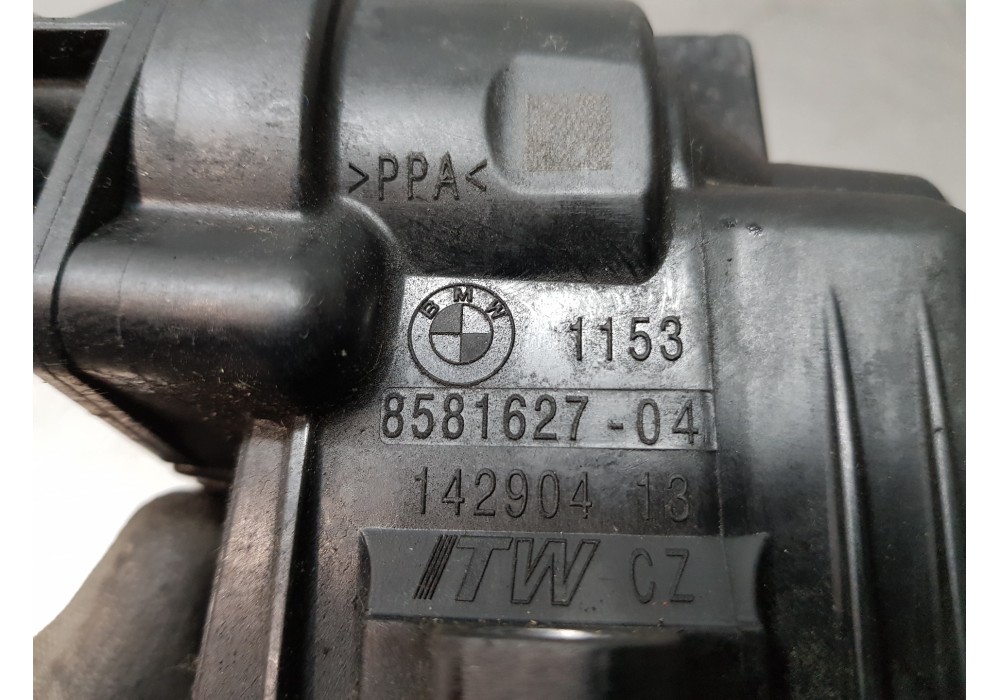 >PPA<
BMW
1153
8581627-04
142904 13
ITW CZ